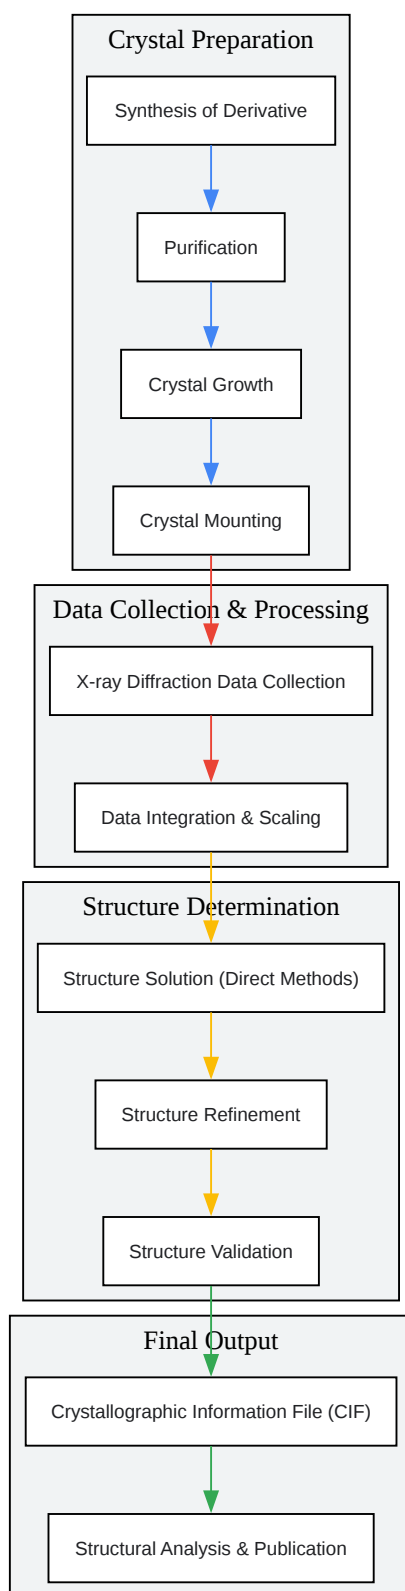 Crystal Preparation
Synthesis of Derivative
Purification
Crystal Growth
Crystal Mounting
Data Collection & Processing
X-ray Diffraction Data Collection
Data Integration & Scaling
Structure Determination
Structure Solution (Direct Methods)
Structure Refinement
Structure Validation
Final Output
Crystallographic Information File (CIF)
Structural Analysis & Publication